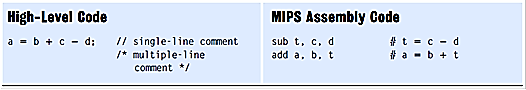 High-Level Code
a = b + c − d; // single-line comment
/* multiple-line
comment */
MIPS Assembly Code
sub t, c, d # t = c − d
add a, b, t # a = b + t